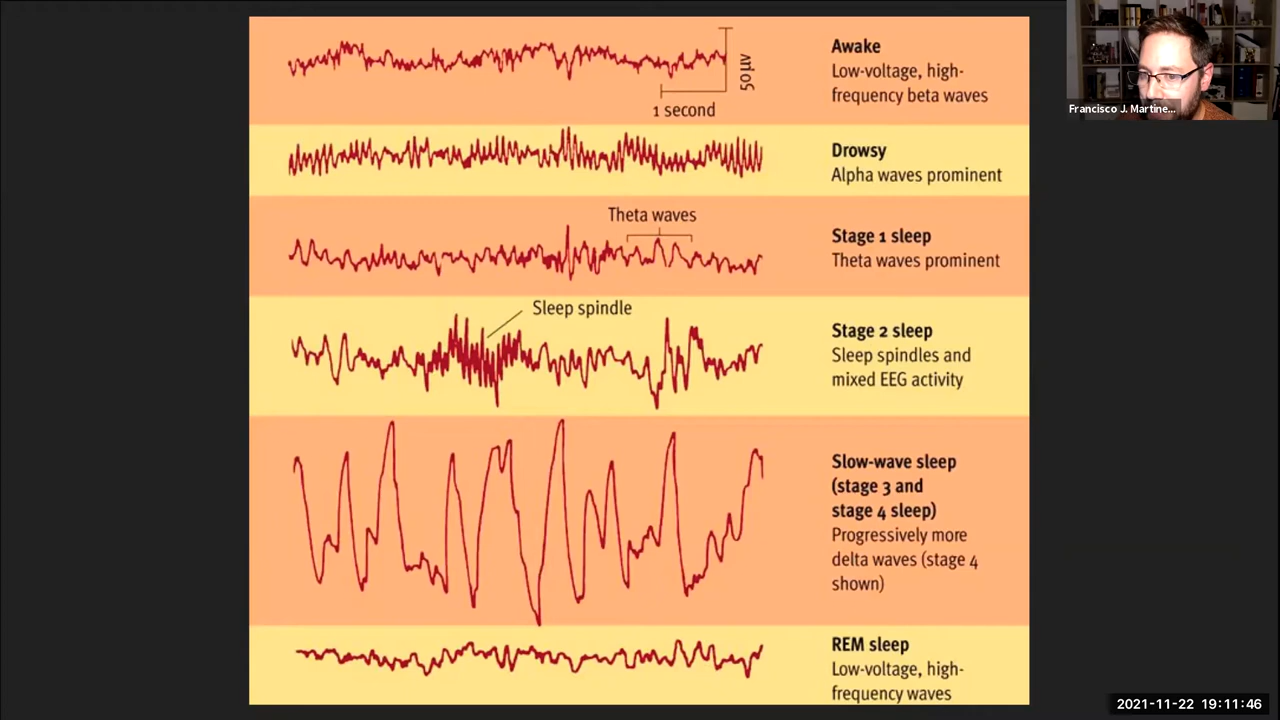 Awake
Low-voltage, high-
frequency beta waves
50 μV
1 second
Francisco J. Martine...
Drowsy
Alpha waves prominent
Theta waves
Stage 1 sleep
Theta waves prominent
Sleep spindle
Stage 2 sleep
Sleep spindles and
mixed EEG activity
Slow-wave sleep
(stage 3 and
stage 4 sleep)
Progressively more
delta waves (stage 4
shown)
REM sleep
Low-voltage, high-
frequency waves
2021-11-22 19:11:46